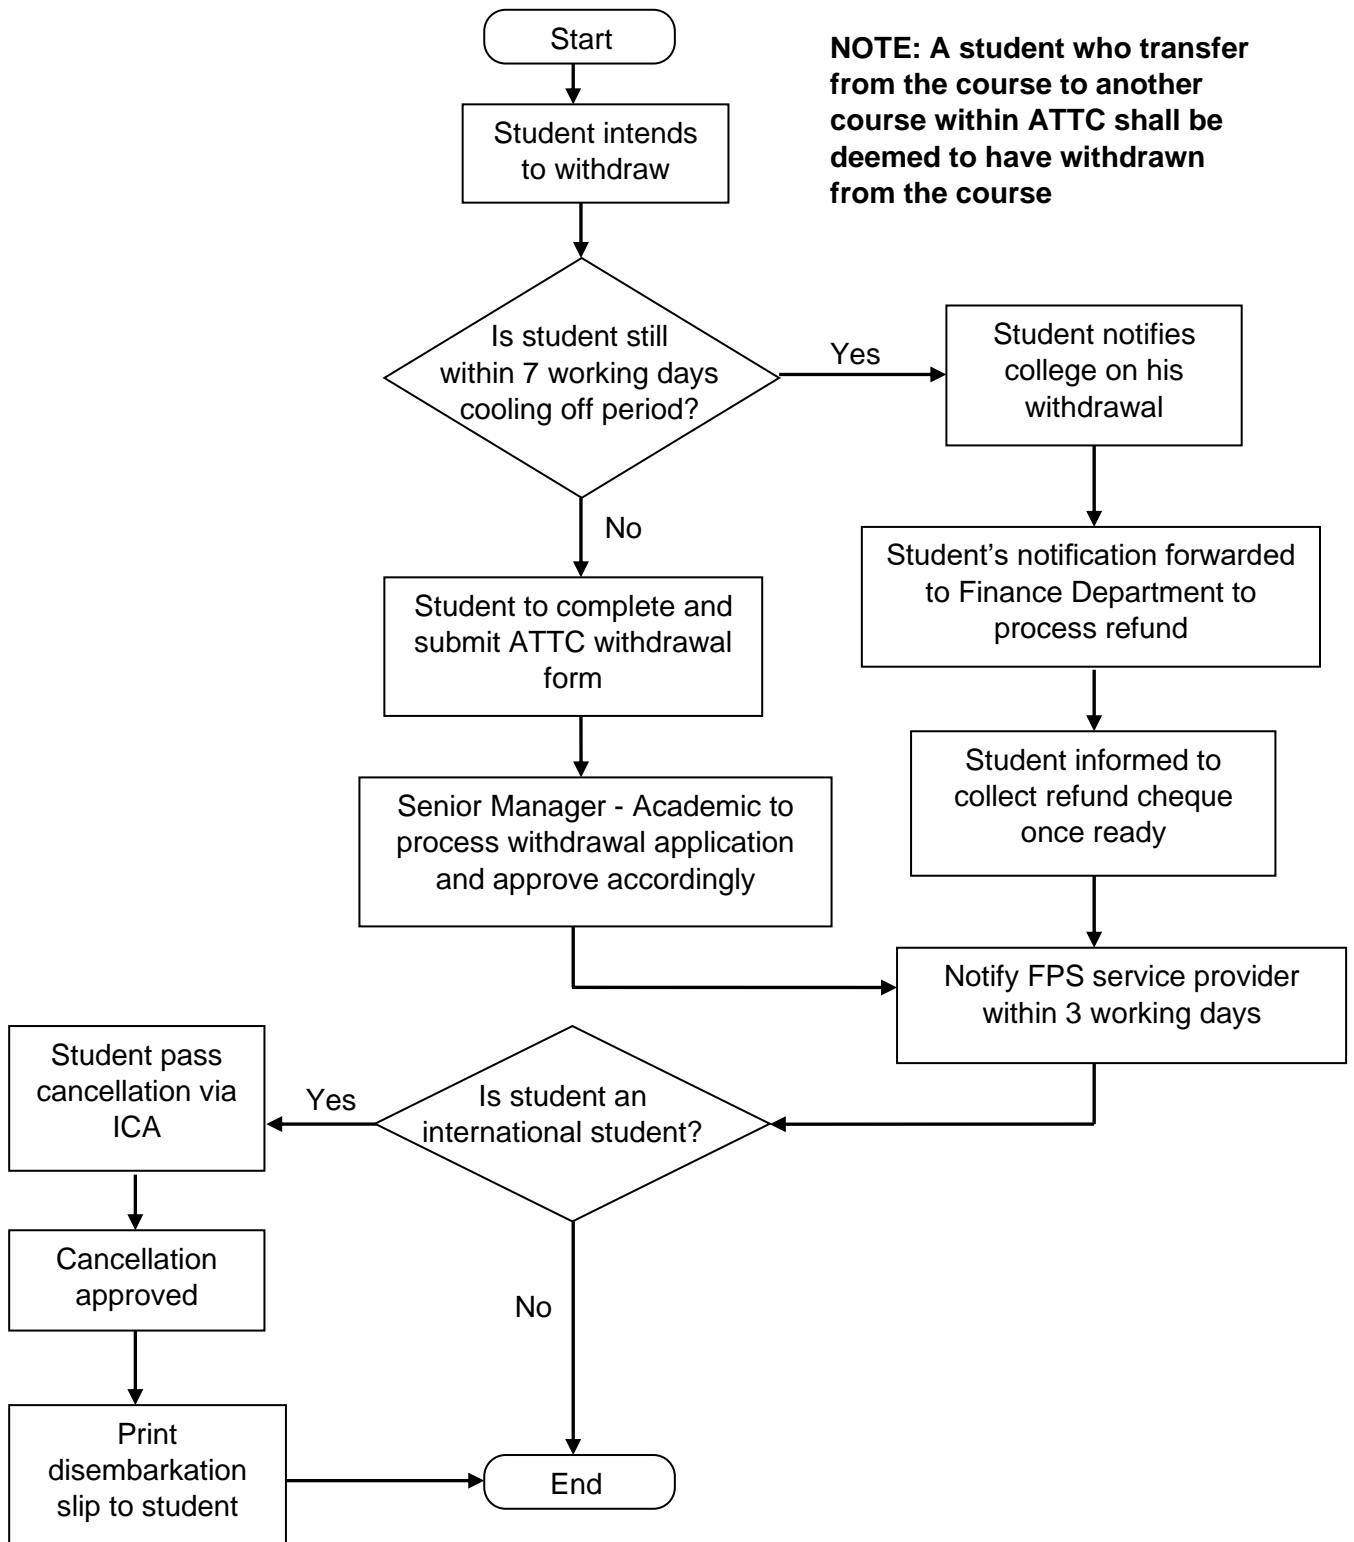 Start
NOTE: A student who transfer
from the course to another
course within ATTC shall be
deemed to have withdrawn
from the course
Student intends
to withdraw
Is student still
within 7 working days
cooling off period?
Yes
Student notifies
college on his
withdrawal
No
Student's notification forwarded
to Finance Department to
process refund
Student to complete and
submit ATTC withdrawal
form
Student informed to
collect refund cheque
once ready
Senior Manager - Academic to
process withdrawal application
and approve accordingly
Notify FPS service provider
within 3 working days
Is student an
international student?
Yes
Student pass
cancellation via
ICA
Cancellation
approved
No
Print
disembarkation
slip to student
End